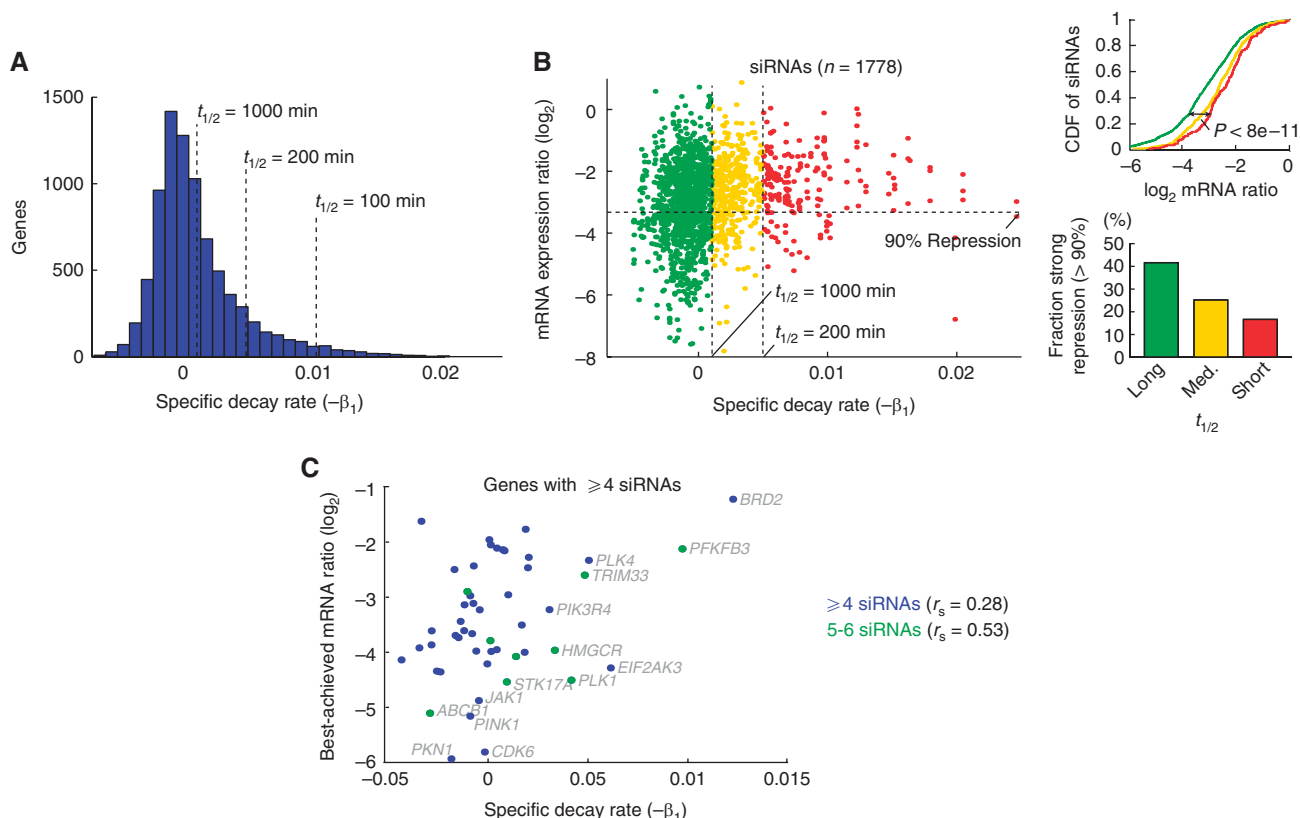 A
1500
1000
500
0
Genes
t1/2 = 1000 min
t1/2 = 200 min
t1/2 = 100 min
0
0.01
0.02
Specific decay rate (–β1)
B
siRNAs (n = 1778)
mRNA expression ratio (log2)
0
–2
–4
–6
–8
90% Repression
t1/2 = 1000 min
t1/2 = 200 min
0
0.01
0.02
Specific decay rate (–β1)
CDF of siRNAs
1
0.8
0.6
0.4
0.2
0
P < 8e–11
–6
–4
–2
0
log2 mRNA ratio
(%)
Fraction strong
repression (> 90%)
50
40
30
20
10
0
Long
Med.
Short
t1/2
C
Genes with ⩾4 siRNAs
Best-achieved mRNA ratio (log2)
–1
–2
–3
–4
–5
–6
BRD2
PFKFB3
PLK4
TRIM33
PIK3R4
HMGCR
EIF2AK3
PLK1
STK17A
JAK1
ABCB1
PINK1
PKN1
CDK6
–0.05
0
0.05
0.01
0.015
Specific decay rate (–β1)
⩾4 siRNAs (rs = 0.28)
5-6 siRNAs (rs = 0.53)